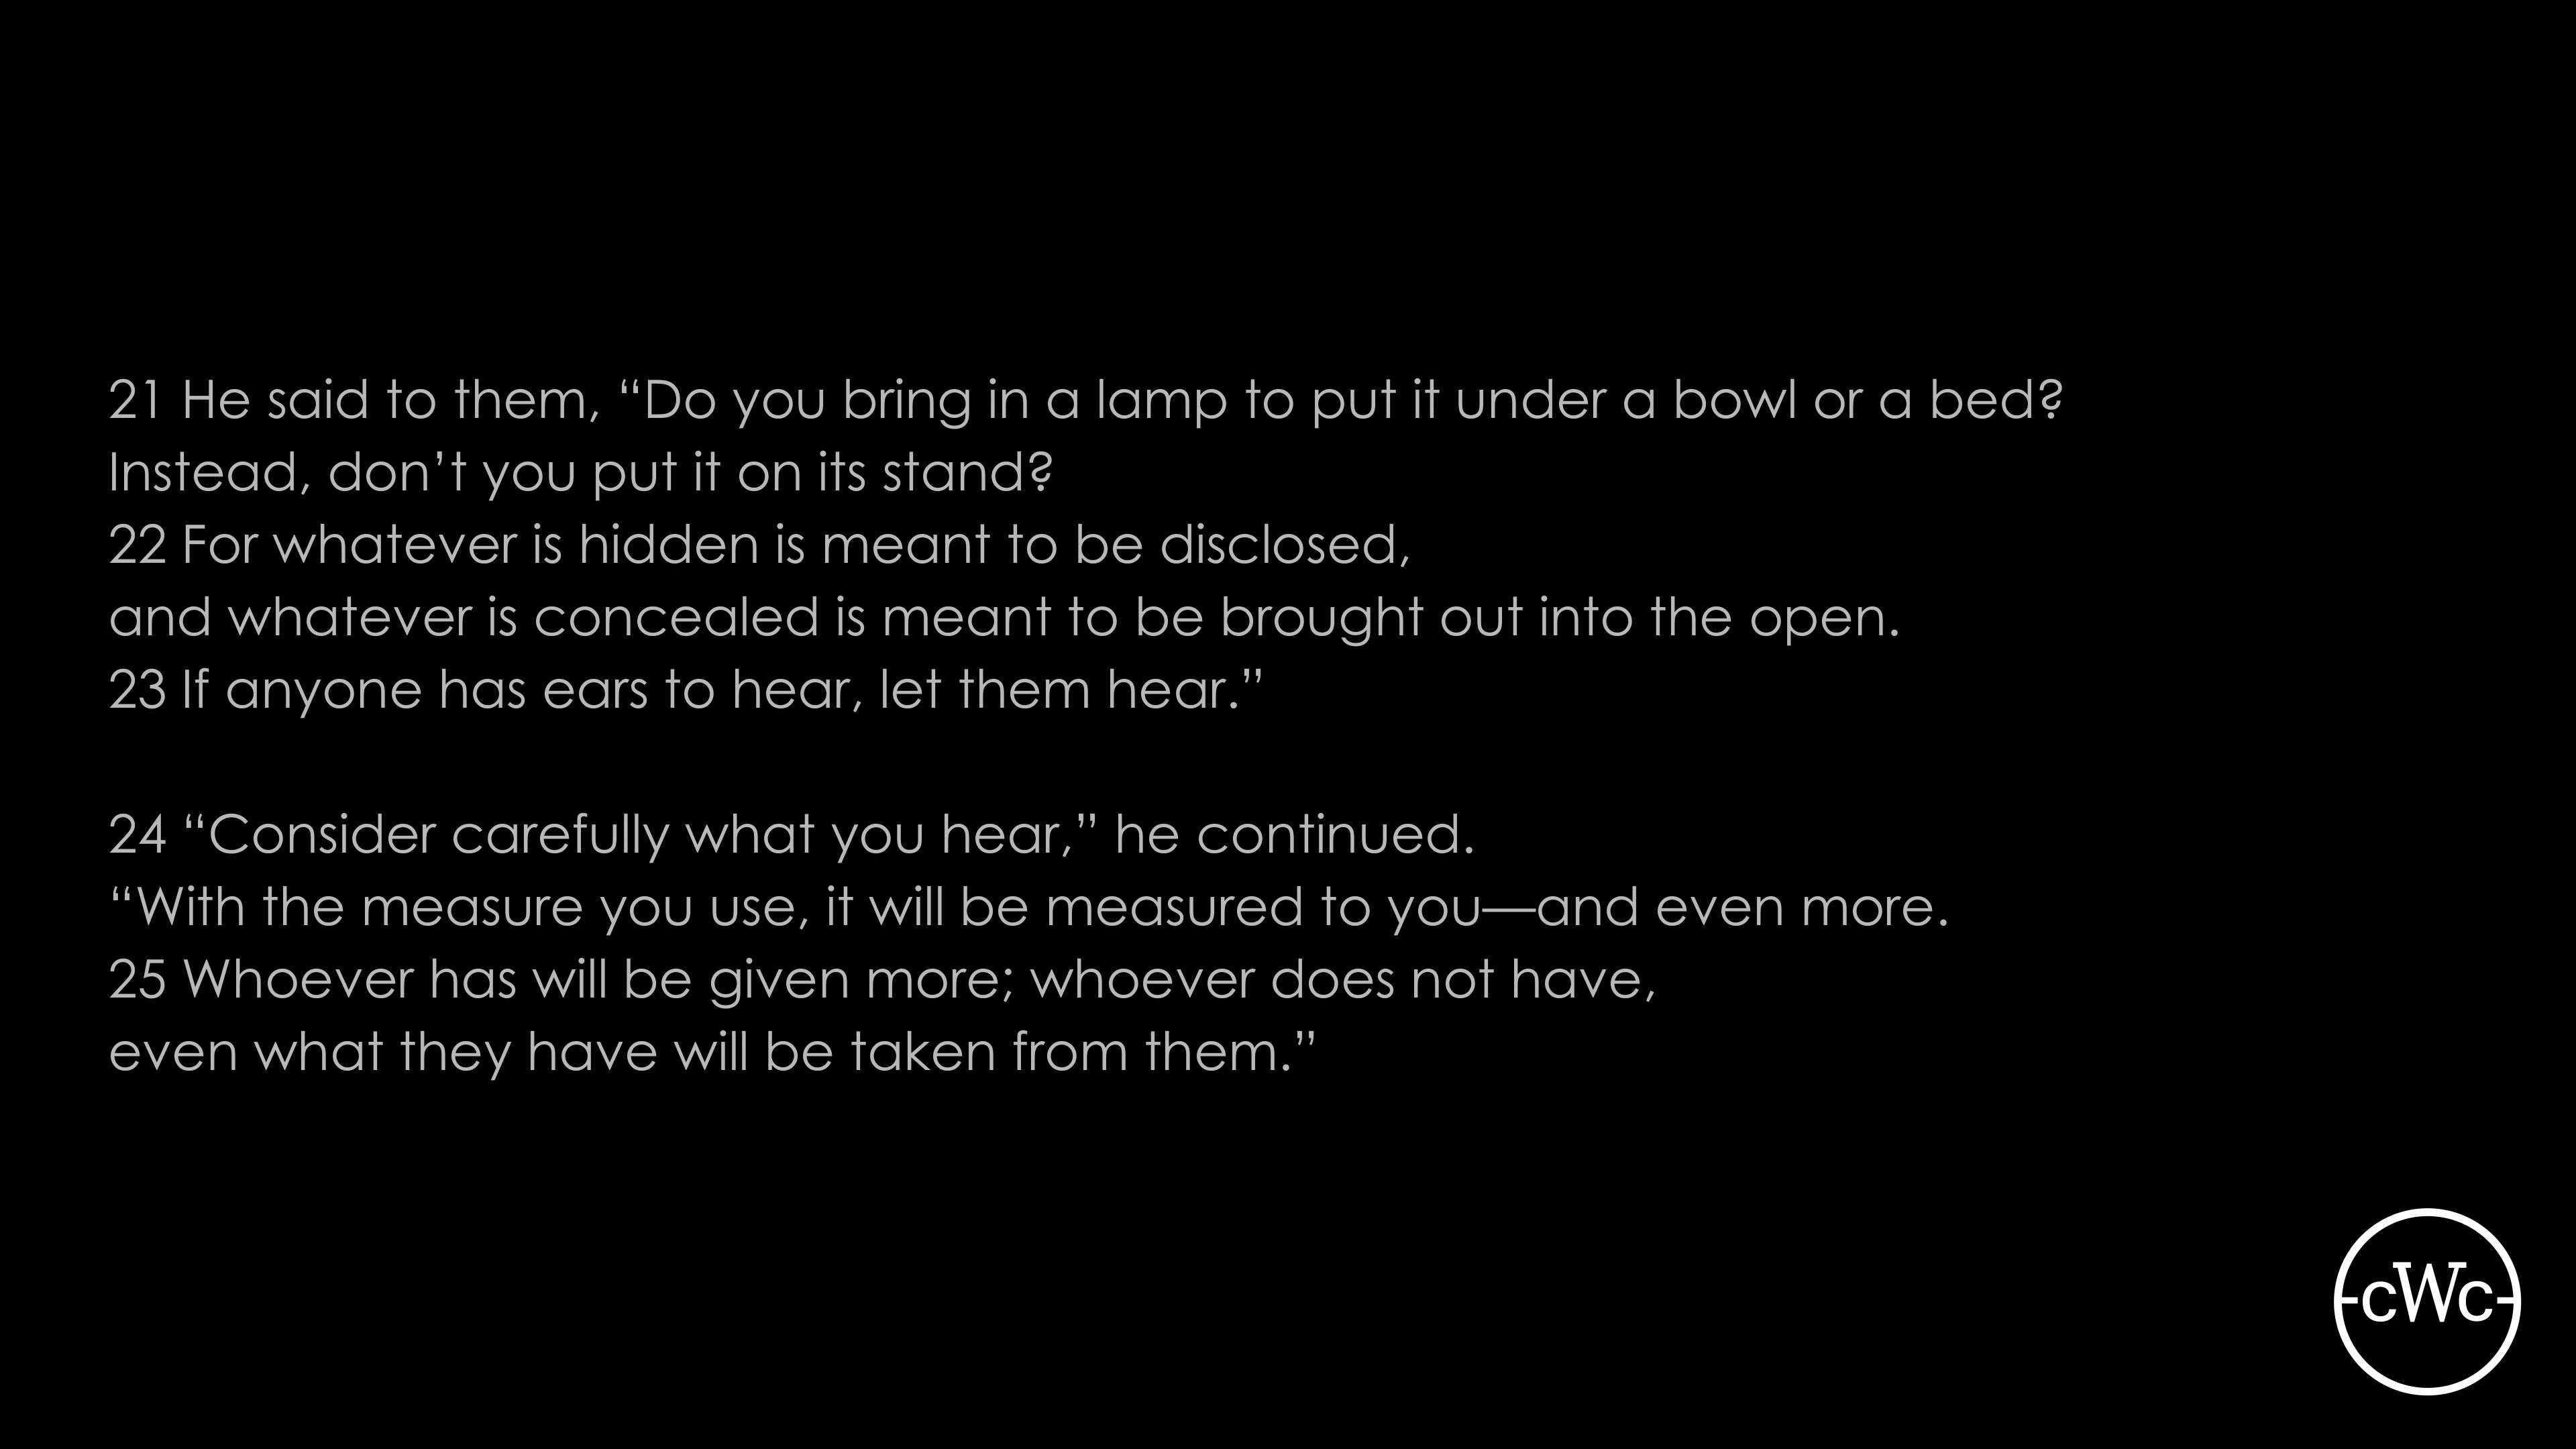 21 He said to them, “Do you bring in a lamp to put it under a bowl or a bed?
Instead, don’t you put it on its stand?
22 For whatever is hidden is meant to be disclosed,
and whatever is concealed is meant to be brought out into the open.
23 If anyone has ears to hear, let them hear.”
24 “Consider carefully what you hear,” he continued.
“With the measure you use, it will be measured to you—and even more.
25 Whoever has will be given more; whoever does not have,
even what they have will be taken from them.”
-cWc-